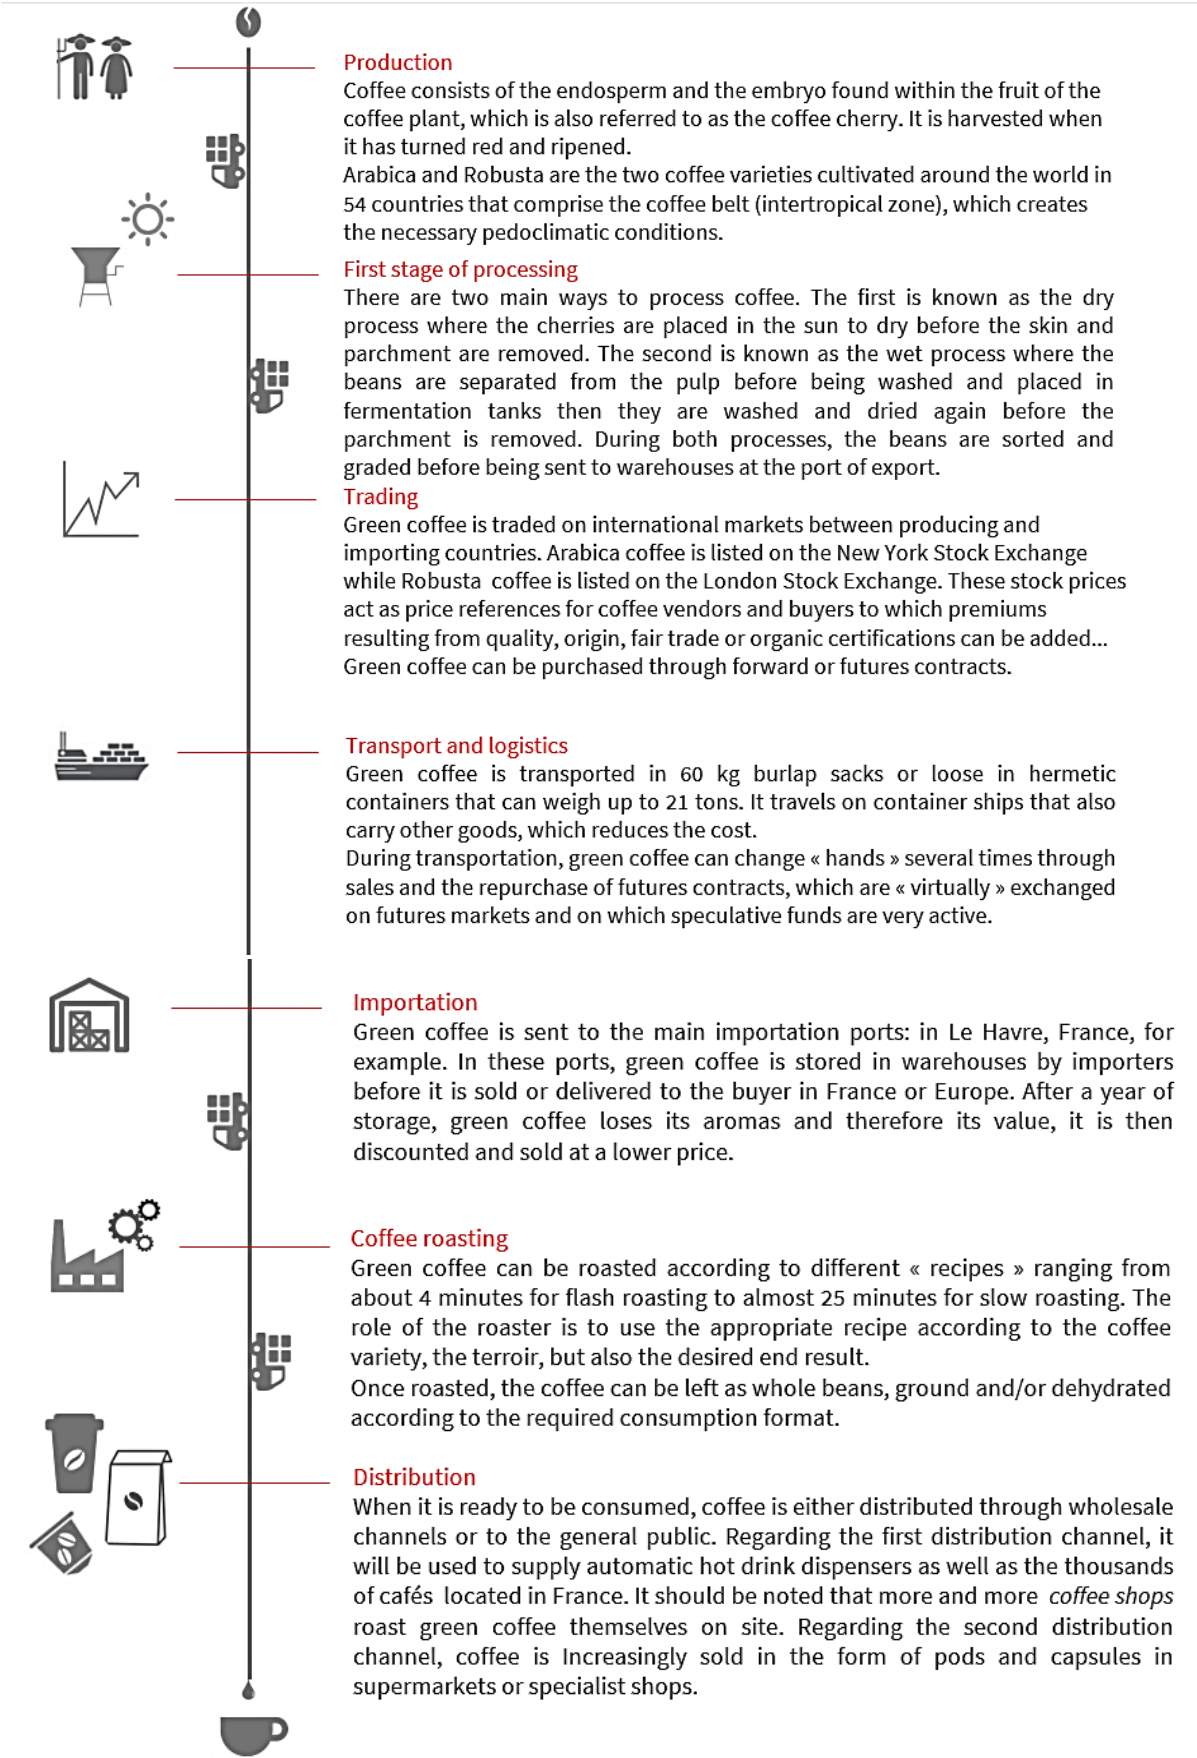 Production
Coffee consists of the endosperm and the embryo found within the fruit of the
coffee plant, which is also referred to as the coffee cherry. It is harvested when
it has turned red and ripened.
Arabica and Robusta are the two coffee varieties cultivated around the world in
54 countries that comprise the coffee belt (intertropical zone), which creates
the necessary pedoclimatic conditions.
First stage of processing
There are two main ways to process coffee. The first is known as the dry
process where the cherries are placed in the sun to dry before the skin and
parchment are removed. The second is known as the wet process where the
beans are separated from the pulp before being washed and placed in
fermentation tanks then they are washed and dried again before the
parchment is removed. During both processes, the beans are sorted and
graded before being sent to warehouses at the port of export.
Trading
Green coffee is traded on international markets between producing and
importing countries. Arabica coffee is listed on the New York Stock Exchange
while Robusta coffee is listed on the London Stock Exchange. These stock prices
act as price references for coffee vendors and buyers to which premiums
resulting from quality, origin, fair trade or organic certifications can be added...
Green coffee can be purchased through forward or futures contracts.
Transport and logistics
Green coffee is transported in 60 kg burlap sacks or loose in hermetic
containers that can weigh up to 21 tons. It travels on container ships that also
carry other goods, which reduces the cost.
During transportation, green coffee can change « hands » several times through
sales and the repurchase of futures contracts, which are « virtually » exchanged
on futures markets and on which speculative funds are very active.
Importation
Green coffee is sent to the main importation ports: in Le Havre, France, for
example. In these ports, green coffee is stored in warehouses by importers
before it is sold or delivered to the buyer in France or Europe. After a year of
storage, green coffee loses its aromas and therefore its value, it is then
discounted and sold at a lower price.
Coffee roasting
Green coffee can be roasted according to different « recipes » ranging from
about 4 minutes for flash roasting to almost 25 minutes for slow roasting. The
role of the roaster is to use the appropriate recipe according to the coffee
variety, the terroir, but also the desired end result.
Once roasted, the coffee can be left as whole beans, ground and/or dehydrated
according to the required consumption format.
Distribution
When it is ready to be consumed, coffee is either distributed through wholesale
channels or to the general public. Regarding the first distribution channel, it
will be used to supply automatic hot drink dispensers as well as the thousands
of cafés located in France. It should be noted that more and more coffee shops
roast green coffee themselves on site. Regarding the second distribution
channel, coffee is Increasingly sold in the form of pods and capsules in
supermarkets or specialist shops.